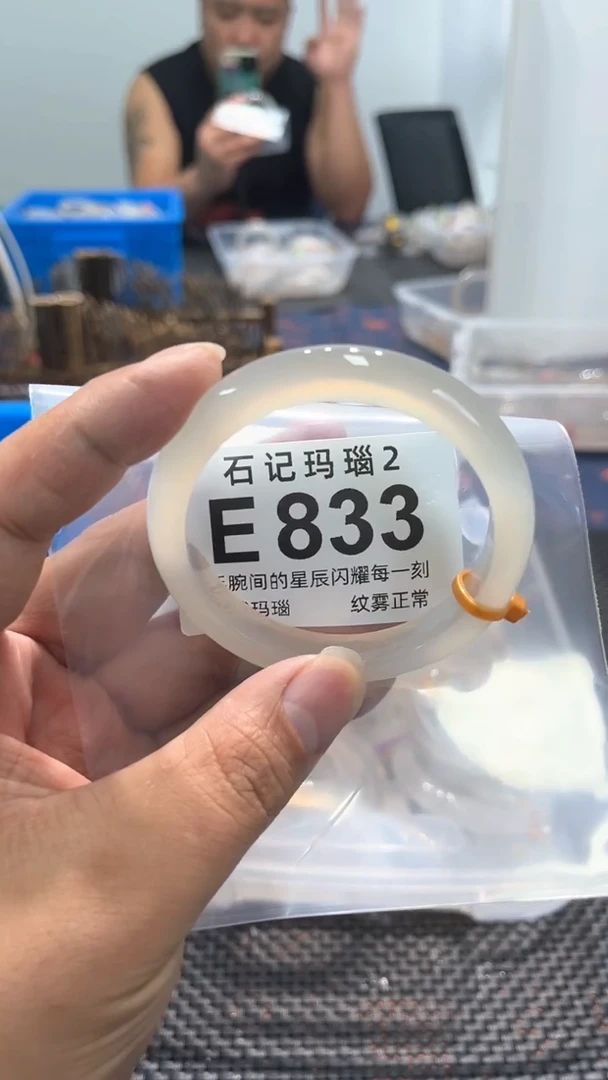 石记玛瑙2
E833
腕间的星辰闪耀每一刻
玛瑙 纹雾正常